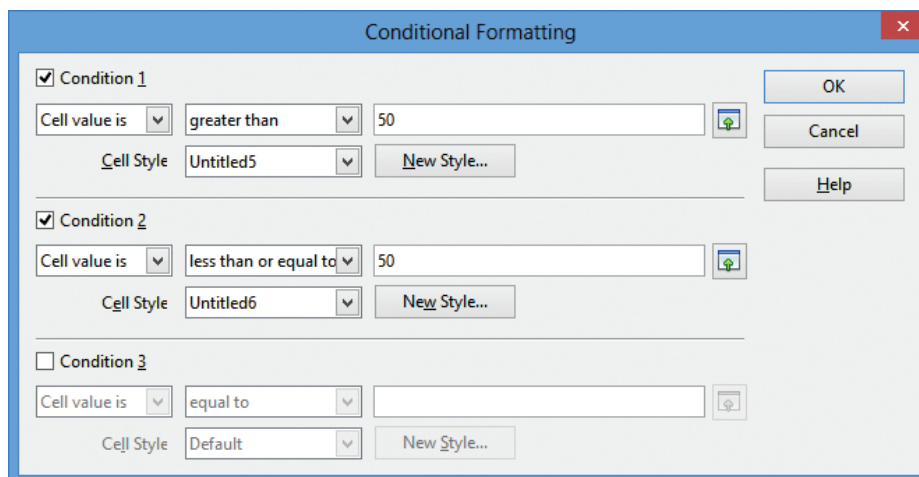 Conditional Formatting
Condition 1
Cell value is greater than 50
Cell Style Untitled5 New Style...
Condition 2
Cell value is less than or equal to 50
Cell Style Untitled6 New Style...
Condition 3
Cell value is equal to
Cell Style Default New Style...
OK
Cancel
Help